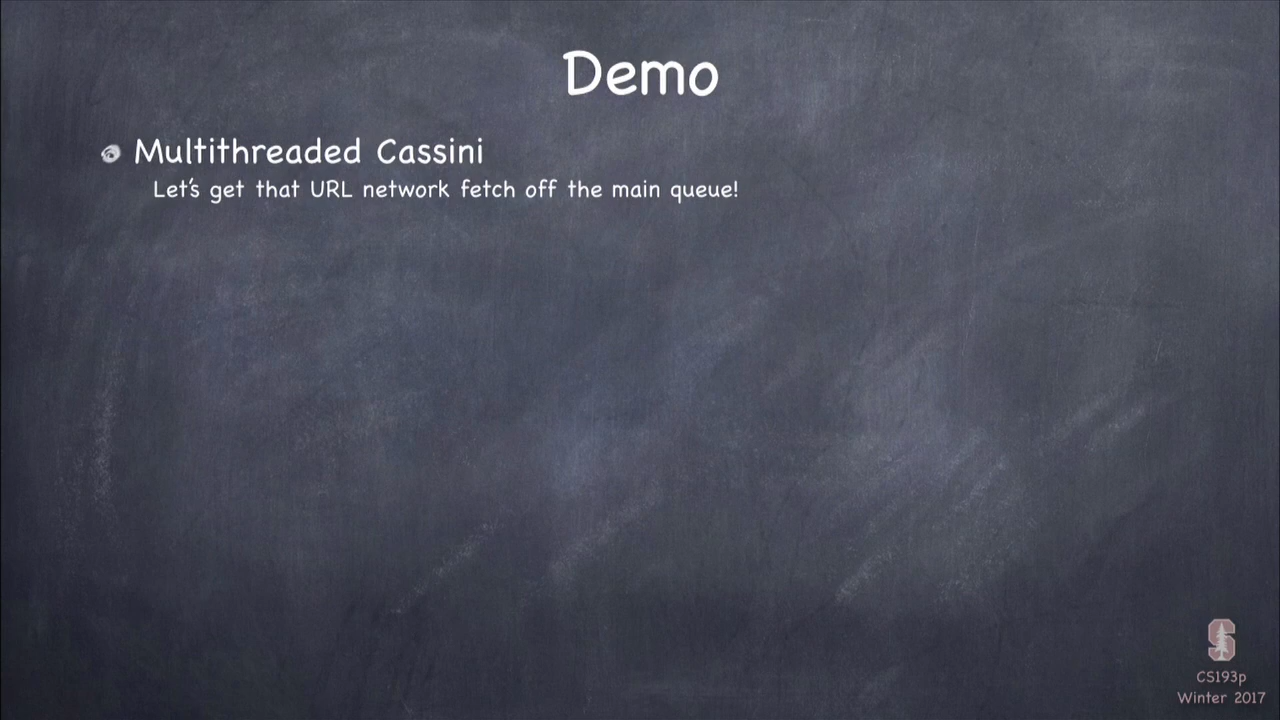 Demo
Multithreaded Cassini
Let's get that URL network fetch off the main queue!
S
CS193p
Winter 2017